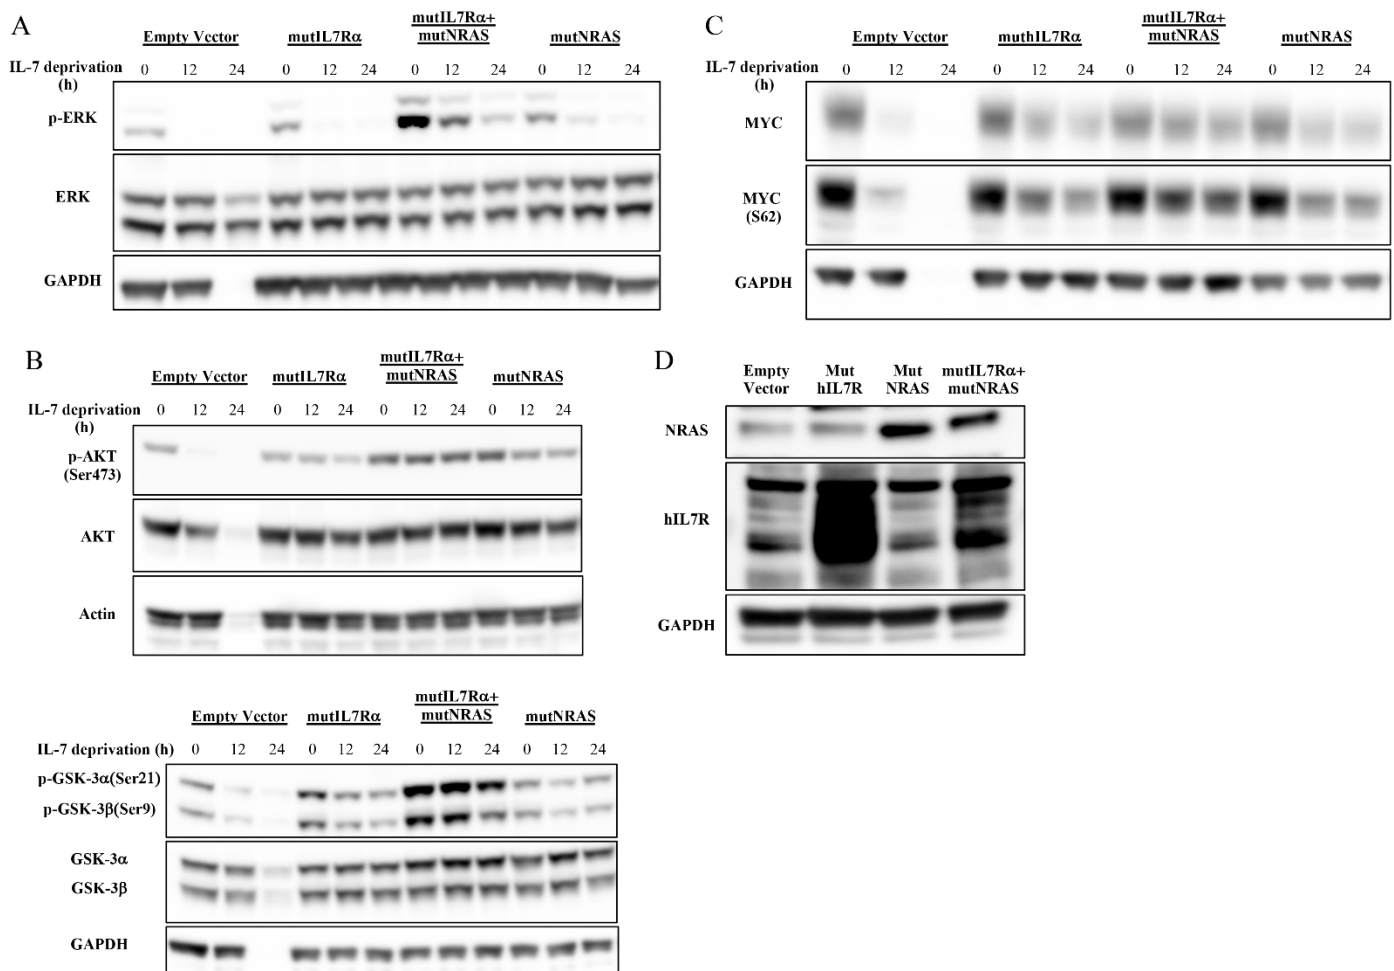 A
Empty Vector mutIL7Rα mutIL7Rα+ mutNRAS mutNRAS
IL-7 deprivation (h) 0 12 24 0 12 24 0 12 24 0 12 24
p-ERK
ERK
GAPDH
B
Empty Vector mutIL7Rα mutIL7Rα+ mutNRAS mutNRAS
IL-7 deprivation (h) 0 12 24 0 12 24 0 12 24 0 12 24
p-AKT
(Ser473)
AKT
Actin
Empty Vector mutIL7Rα mutIL7Rα+ mutNRAS mutNRAS
IL-7 deprivation (h) 0 12 24 0 12 24 0 12 24 0 12 24
p-GSK-3α(Ser21)
p-GSK-3β(Ser9)
GSK-3α
GSK-3β
GAPDH
C
Empty Vector muthIL7Rα mutIL7Rα+ mutNRAS mutNRAS
IL-7 deprivation (h) 0 12 24 0 12 24 0 12 24 0 12 24
MYC
MYC
(S62)
GAPDH
D
Empty Vector Mut hIL7R Mut NRAS mutIL7Rα+ mutNRAS
NRAS
hIL7R
GAPDH